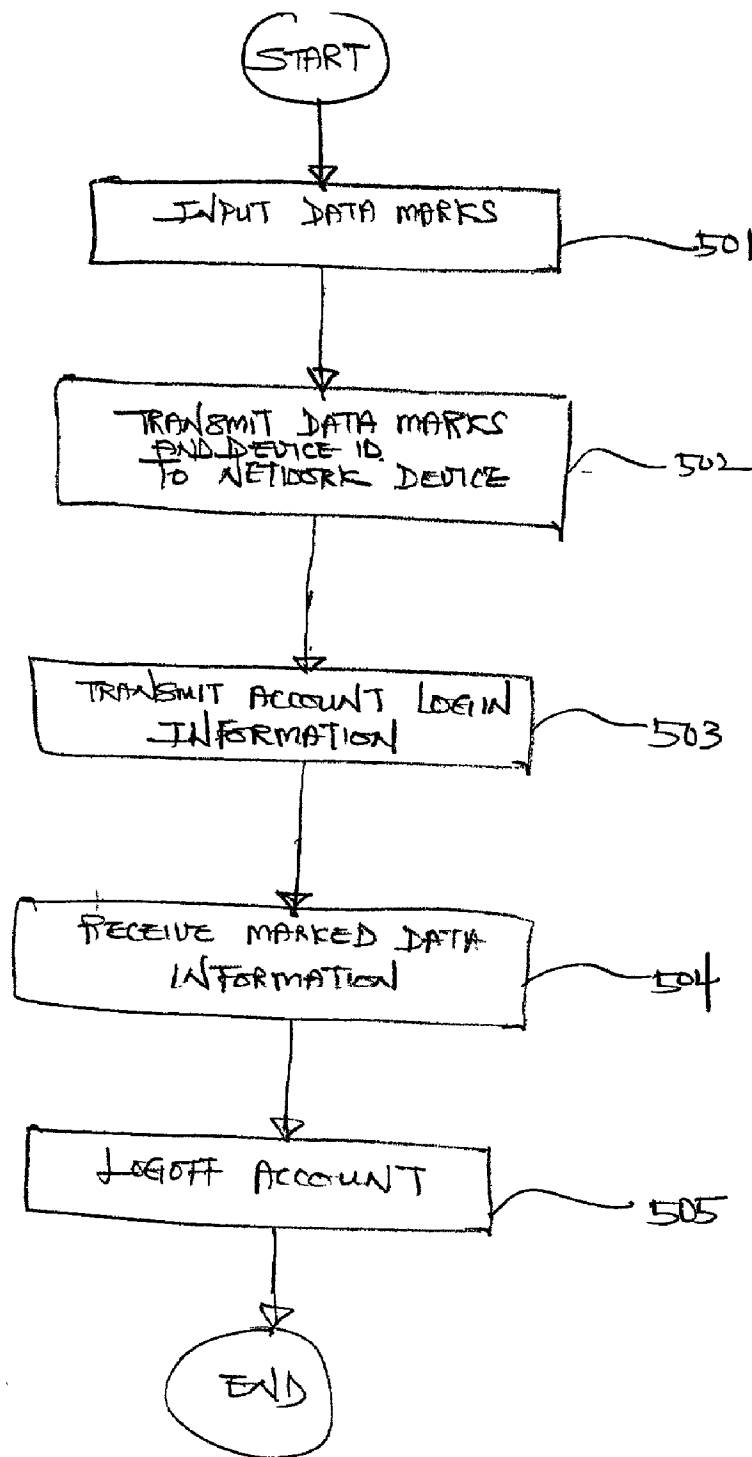 START
INPUT DATA MARKS
501
TRANSMIT DATA MARKS
AND DEVICE ID.
TO NETWORK DEVICE
502
TRANSMIT ACCOUNT LOGIN
INFORMATION
503
RECEIVE MARKED DATA
INFORMATION
504
LOGOFF ACCOUNT
505
END